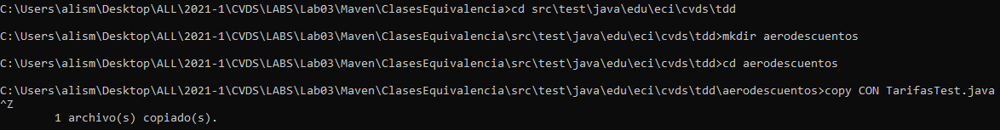 C:\Users\alism\Desktop\ALL\2021-1\CVDS\LABS\Lab03\Maven\ClasesEquivalencia>cd src\test\java\edu\eci\cvds\tdd
C:\Users\alism\Desktop\ALL\2021-1\CVDS\LABS\Lab03\Maven\ClasesEquivalencia\src\test\java\edu\eci\cvds\tdd>mkdir aerodescuentos
C:\Users\alism\Desktop\ALL\2021-1\CVDS\LABS\Lab03\Maven\ClasesEquivalencia\src\test\java\edu\eci\cvds\tdd>cd aerodescuentos
C:\Users\alism\Desktop\ALL\2021-1\CVDS\LABS\Lab03\Maven\ClasesEquivalencia\src\test\java\edu\eci\cvds\tdd\aerodescuentos>copy CON TarifasTest.java
^Z
1 archivo(s) copiado(s).